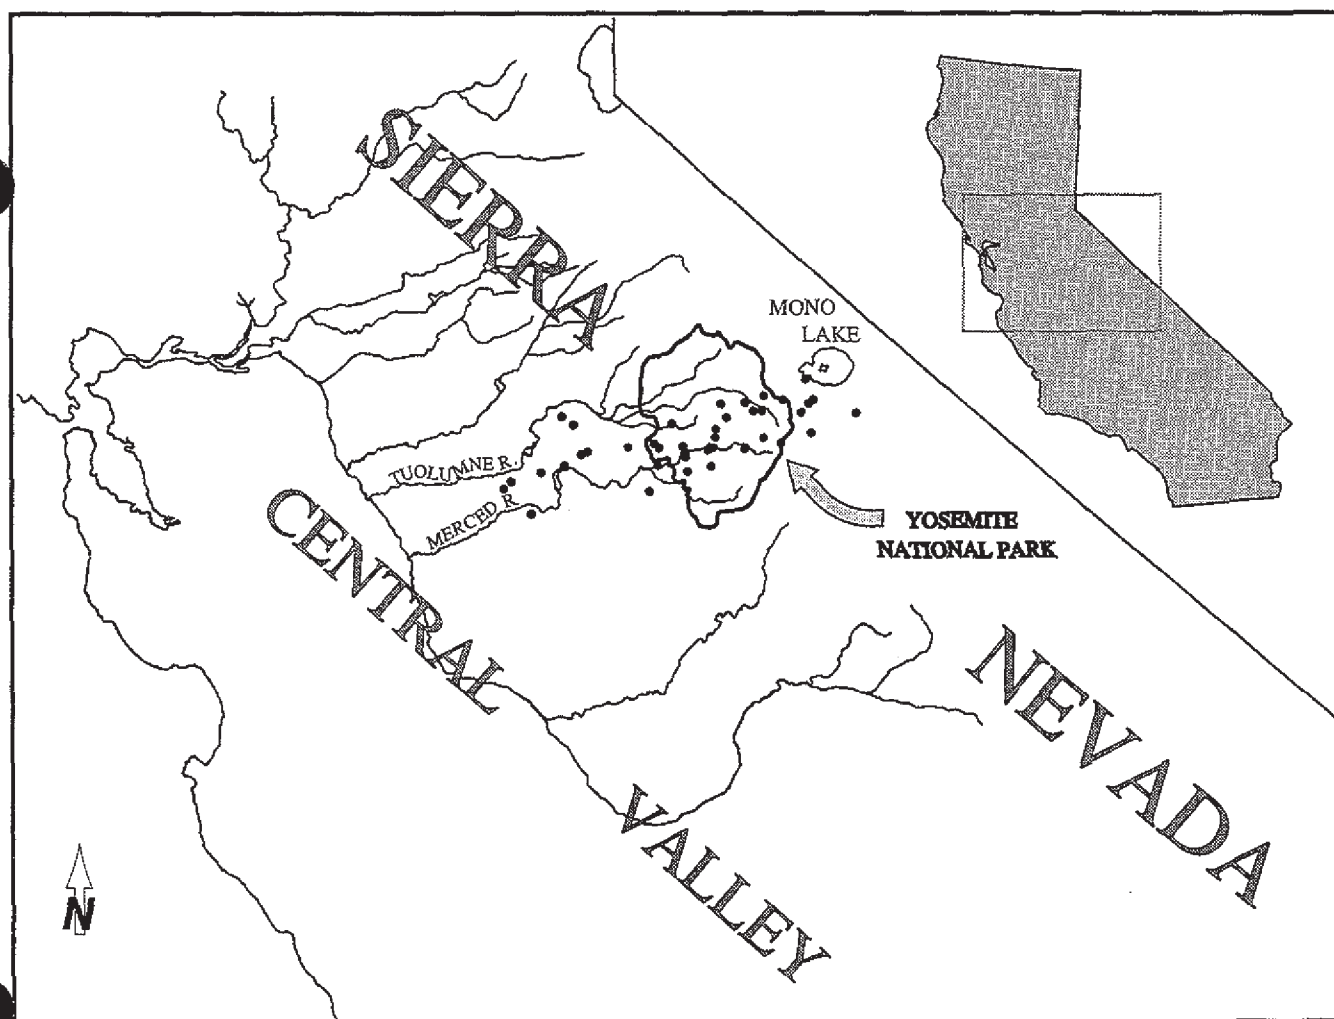 SIERRA
MONO
LAKE
TUOLUMNE R.
MERCED R.
YOSEMITE
NATIONAL PARK
CENTRAL
NEVADA
VALLEY
N